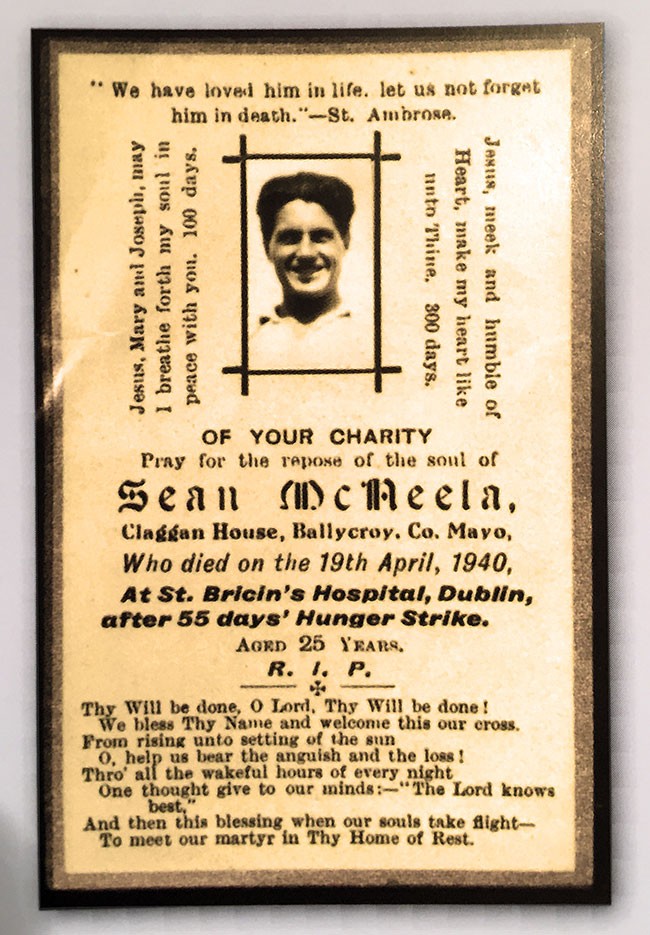 " We have loved him in life. let us not forget
him in death."—St. Ambrose.
Jesus, Mary and Joseph, may
I breathe forth my soul in
peace with you. 100 days.
Jesus, meek and humble of
Heart, make my heart like
unto Thine. 300 days.
OF YOUR CHARITY
Pray for the repose of the soul of
Sean McNeela,
Claggan House, Ballycroy. Co. Mayo,
Who died on the 19th April, 1940,
At St. Bricin's Hospital, Dublin,
after 55 days' Hunger Strike.
AGED 25 YEARS.
R. I. P.
Thy Will be done, O Lord, Thy Will be done!
We bless Thy Name and welcome this our cross.
From rising unto setting of the sun
O, help us bear the anguish and the loss!
Thro' all the wakeful hours of every night
One thought give to our minds:—"The Lord knows
best,"
And then this blessing when our souls take flight—
To meet our martyr in Thy Home of Rest.